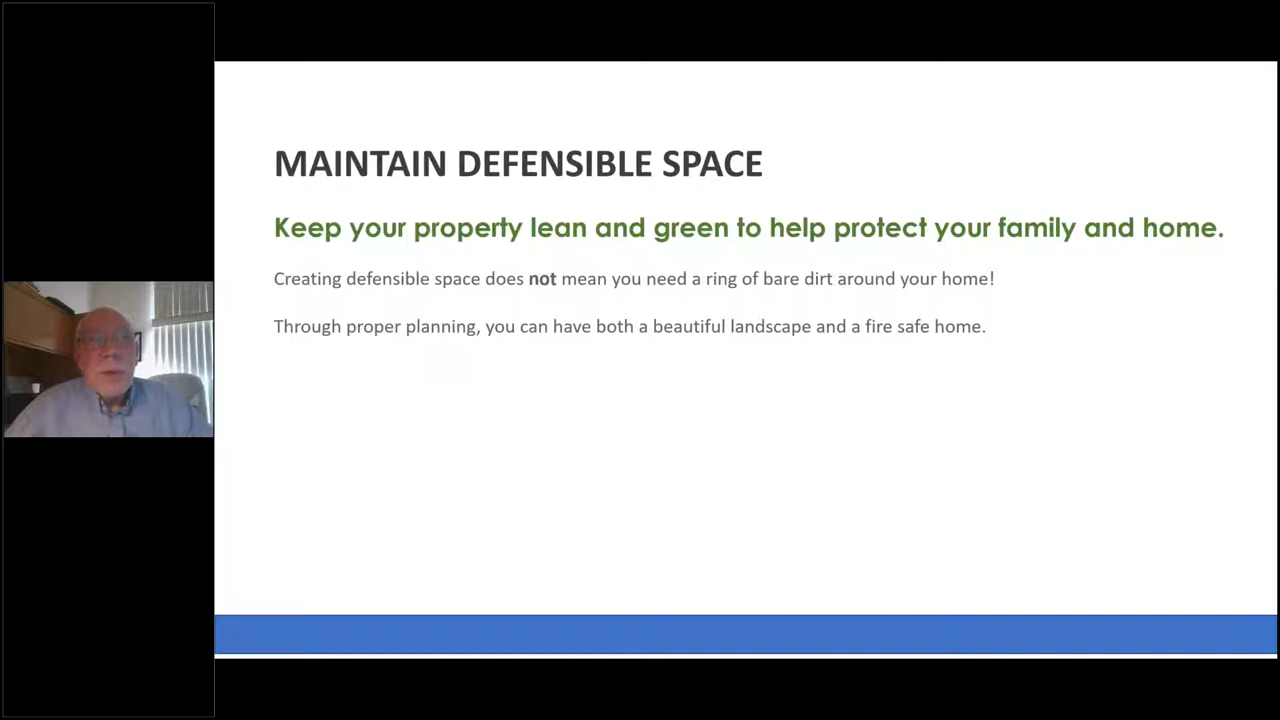 MAINTAIN DEFENSIBLE SPACE
Keep your property lean and green to help protect your family and home.
Creating defensible space does not mean you need a ring of bare dirt around your home!
Through proper planning, you can have both a beautiful landscape and a fire safe home.